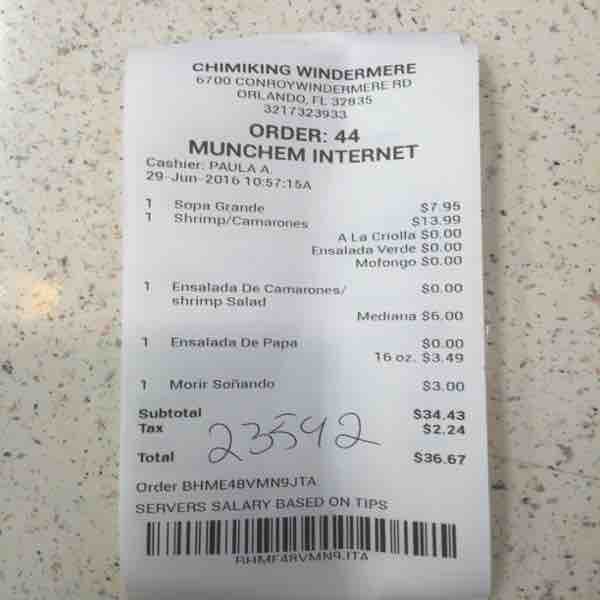 CHIMIKING WINDERMERE
6700 CONROYWINDERMERE RD
ORLANDO, FL 32835
3217323933
ORDER: 44
MUNCHEM INTERNET
Cashier: PAULA A.
29-Jun-2016 10:57:15A
1 Sopa Grande $7.95
1 Shrimp/Camarones $13.99
A La Criolla $0.00
Ensalada Verde $0.00
Mofongo $0.00
1 Ensalada De Camarones/ $0.00
shrimp Salad
Mediana $6.00
1 Ensalada De Papa $0.00
16 oz. $3.49
1 Morir Soñando $3.00
Subtotal $34.43
Tax $2.24
23592
Total $36.67
Order BHME48VMN9JTA
SERVERS SALARY BASED ON TIPS
BHME48VMN9JTA